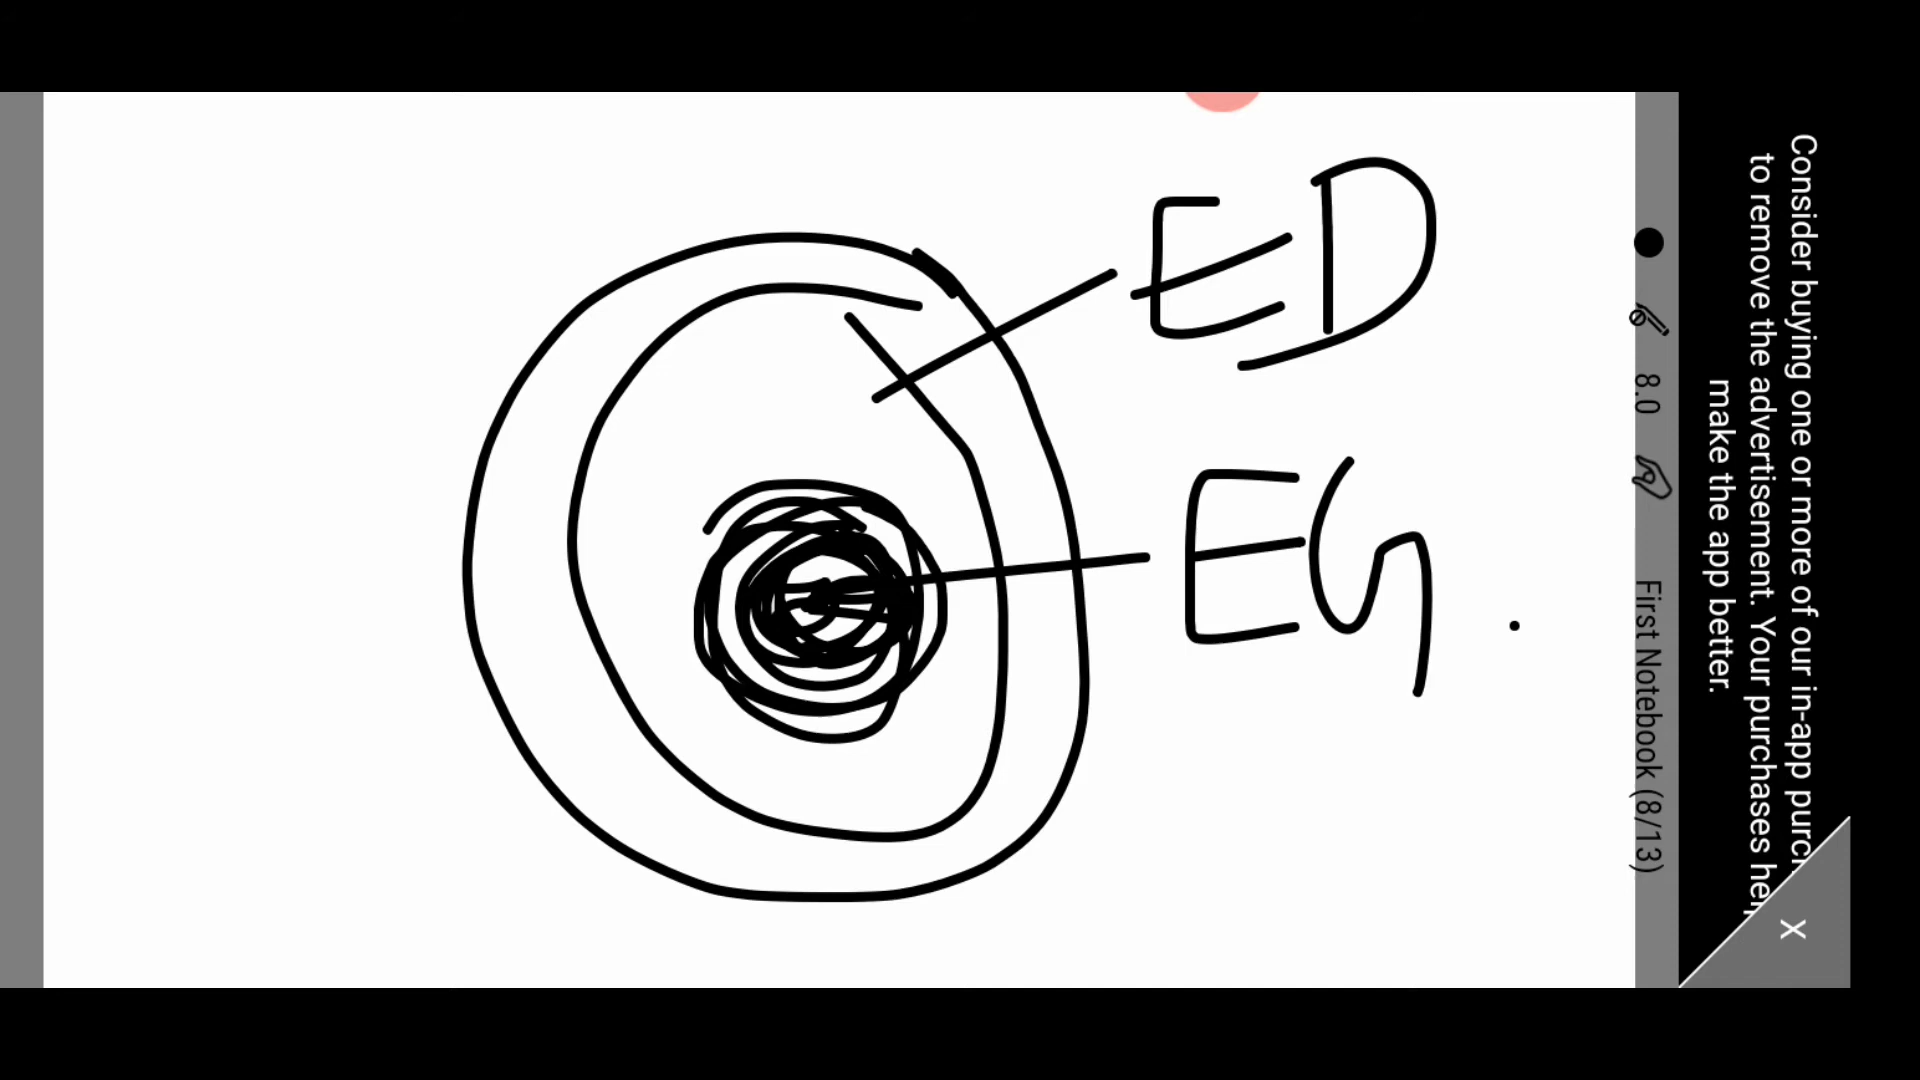 ED
EG.
Consider buying one or more of our in-app purc
to remove the advertisement. Your purchases hel
make the app better.
X
8.0
First Notebook (8/13)